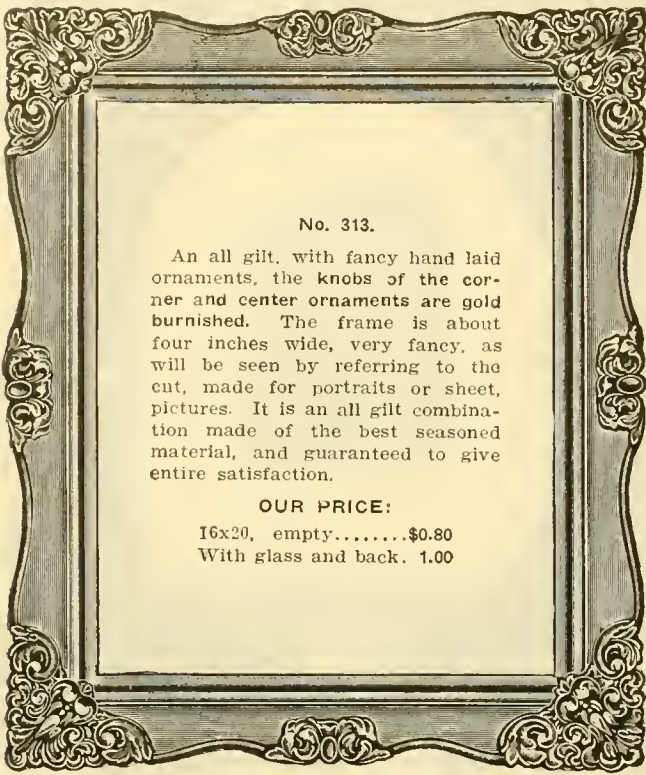 No. 313.
An all gilt, with fancy hand laid
ornaments, the knobs of the cor-
ner and center ornaments are gold
burnished. The frame is about
four inches wide, very fancy, as
will be seen by referring to the
cut, made for portraits or sheet,
pictures. It is an all gilt combina-
tion made of the best seasoned
material, and guaranteed to give
entire satisfaction.
OUR PRICE:
16x20, empty........$0.80
With glass and back. 1.00